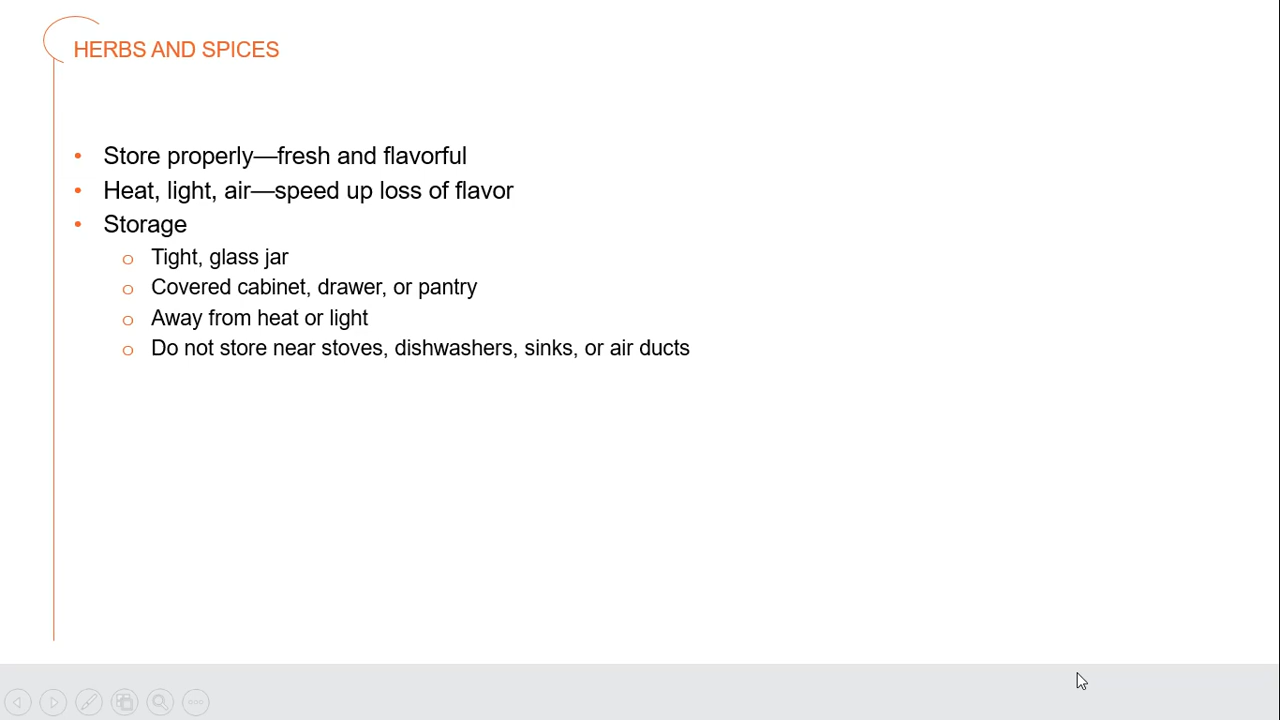 HERBS AND SPICES
• Store properly—fresh and flavorful
• Heat, light, air—speed up loss of flavor
• Storage
o Tight, glass jar
o Covered cabinet, drawer, or pantry
o Away from heat or light
o Do not store near stoves, dishwashers, sinks, or air ducts